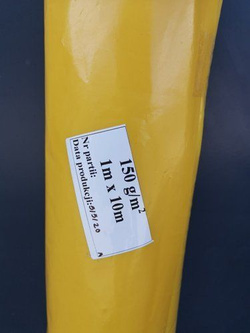 150 g/m²
1m x 10m
Nr partii:
Data produkcji: